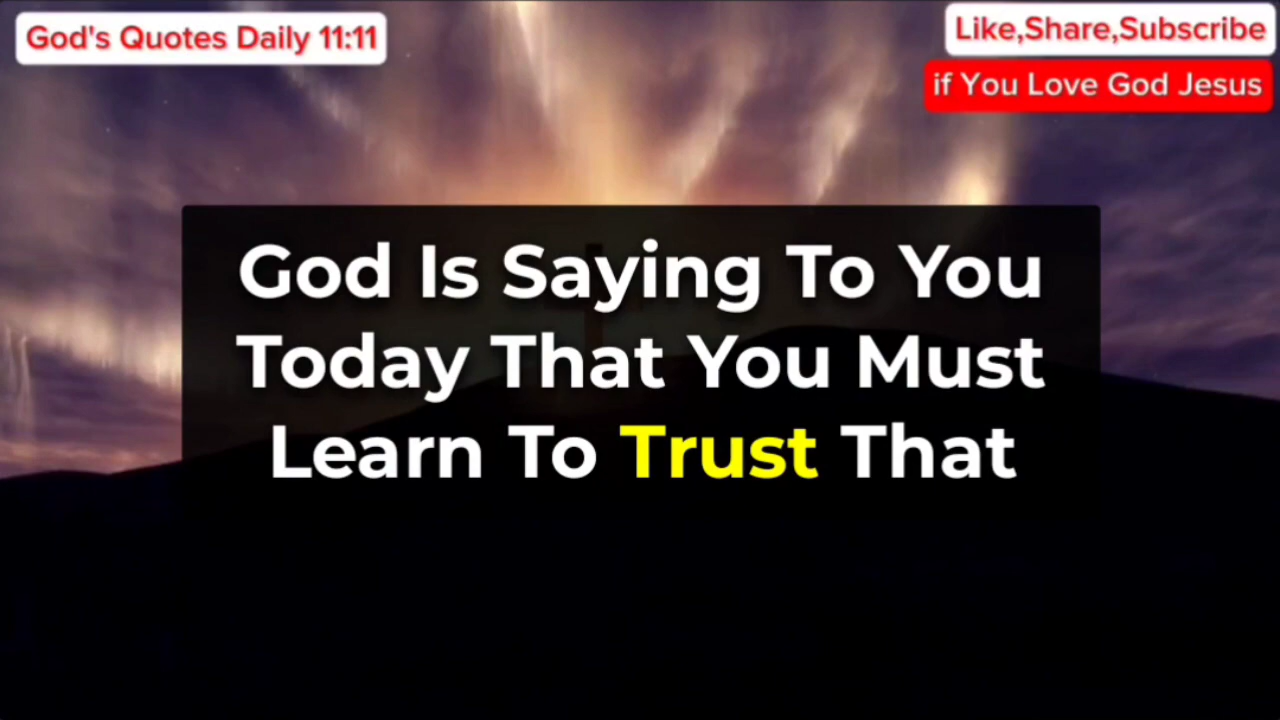 God's Quotes Daily 11:11
Like,Share,Subscribe
if You Love God Jesus
God Is Saying To You
Today That You Must
Learn To Trust That